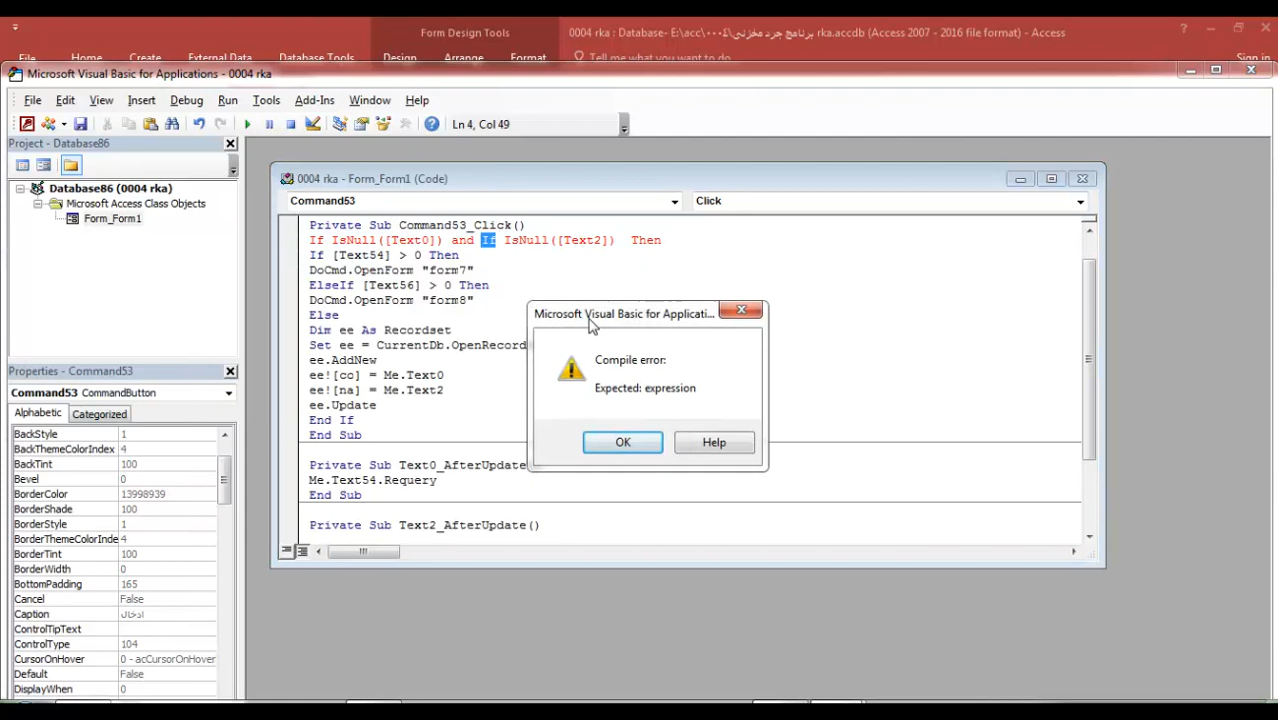 Form Design Tools
0004 rka : Database- E:\acc\٠٠٠٤\برنامج جرد مخزني rka.accdb (Access 2007 - 2016 file format) - Access
File Home Create External Data Database Tools Design Arrange Format Tell me what you want to do... Sign in
Microsoft Visual Basic for Applications - 0004 rka
File Edit View Insert Debug Run Tools Add-Ins Window Help
Ln 4, Col 49
Project - Database86
Database86 (0004 rka)
Microsoft Access Class Objects
Form_Form1
0004 rka - Form_Form1 (Code)
Command53 Click
Private Sub Command53_Click()
If IsNull([Text0]) and If IsNull([Text2]) Then
If [Text54] > 0 Then
DoCmd.OpenForm "form7"
ElseIf [Text56] > 0 Then
DoCmd.OpenForm "form8"
Else
Dim ee As Recordset
Set ee = CurrentDb.OpenRecord
ee.AddNew
ee![co] = Me.Text0
ee![na] = Me.Text2
ee.Update
End If
End Sub
Private Sub Text0_AfterUpdate
Me.Text54.Requery
End Sub
Private Sub Text2_AfterUpdate()
Microsoft Visual Basic for Applicati...
Compile error:
Expected: expression
OK Help
Properties - Command53
Command53 CommandButton
Alphabetic Categorized
BackStyle 1
BackThemeColorIndex 4
BackTint 100
Bevel 0
BorderColor 13998939
BorderShade 100
BorderStyle 1
BorderThemeColorInde 4
BorderTint 100
BorderWidth 0
BottomPadding 165
Cancel False
Caption ادخال
ControlTipText
ControlType 104
CursorOnHover 0 - acCursorOnHover
Default False
DisplayWhen 0